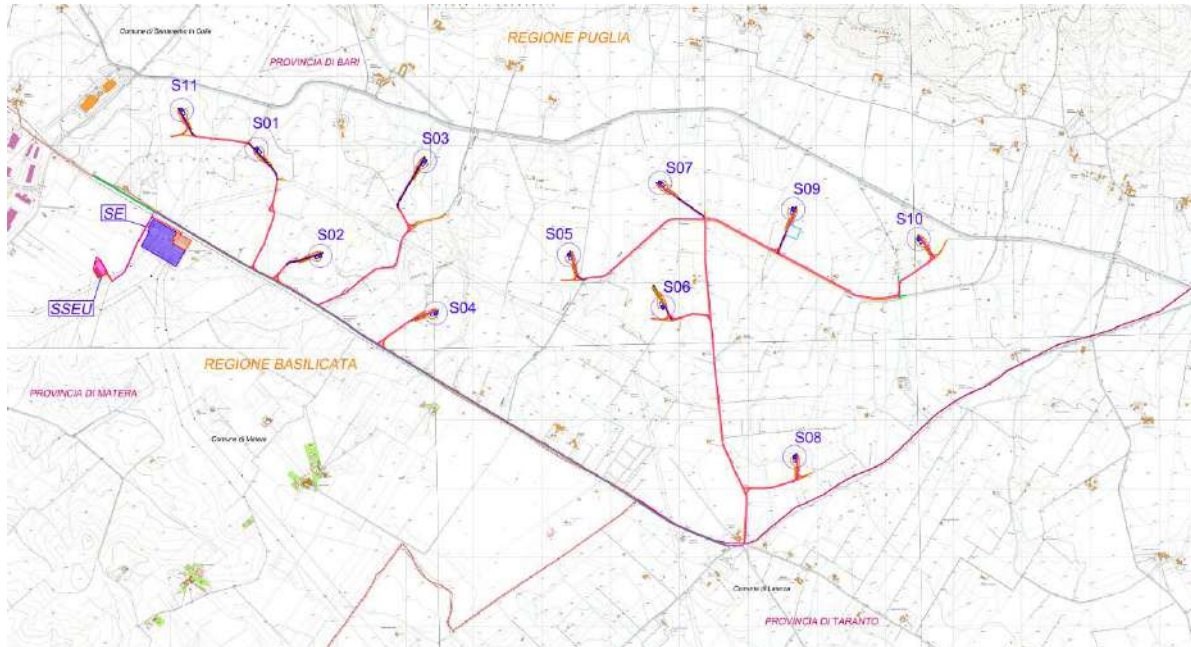 Comune di Santeramo in Colle
REGIONE PUGLIA
PROVINCIA DI BARI
S11
S01
S03
S07
S09
S10
SE
S02
S05
S06
SSEU
S04
REGIONE BASILICATA
PROVINCIA DI MATERA
Comune di Matera
S08
Comune di Laterza
PROVINCIA DI TARANTO